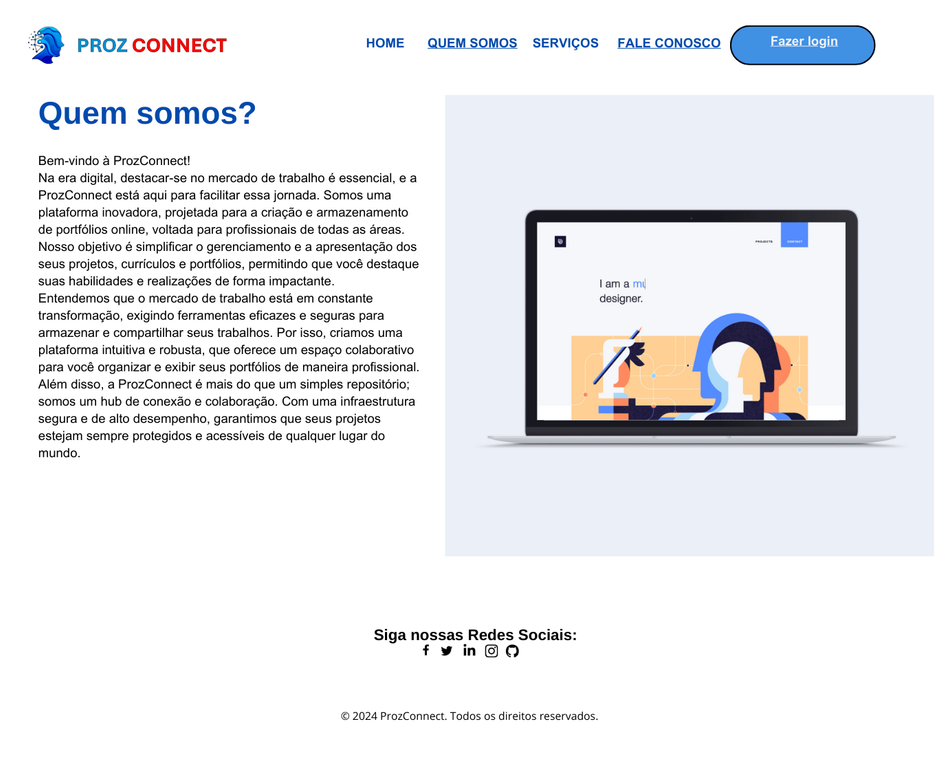 PROZ CONNECT
HOME
QUEM SOMOS
SERVIÇOS
FALE CONOSCO
Fazer login
Quem somos?
Bem-vindo à ProzConnect!
Na era digital, destacar-se no mercado de trabalho é essencial, e a
ProzConnect está aqui para facilitar essa jornada. Somos uma
plataforma inovadora, projetada para a criação e armazenamento
de portfólios online, voltada para profissionais de todas as áreas.
Nosso objetivo é simplificar o gerenciamento e a apresentação dos
seus projetos, currículos e portfólios, permitindo que você destaque
suas habilidades e realizações de forma impactante.
Entendemos que o mercado de trabalho está em constante
transformação, exigindo ferramentas eficazes e seguras para
armazenar e compartilhar seus trabalhos. Por isso, criamos uma
plataforma intuitiva e robusta, que oferece um espaço colaborativo
para você organizar e exibir seus portfólios de maneira profissional.
Além disso, a ProzConnect é mais do que um simples repositório;
somos um hub de conexão e colaboração. Com uma infraestrutura
segura e de alto desempenho, garantimos que seus projetos
estejam sempre protegidos e acessíveis de qualquer lugar do
mundo.
PROJECTS
CONTACT
I am a mu
designer.
Siga nossas Redes Sociais:
© 2024 ProzConnect. Todos os direitos reservados.